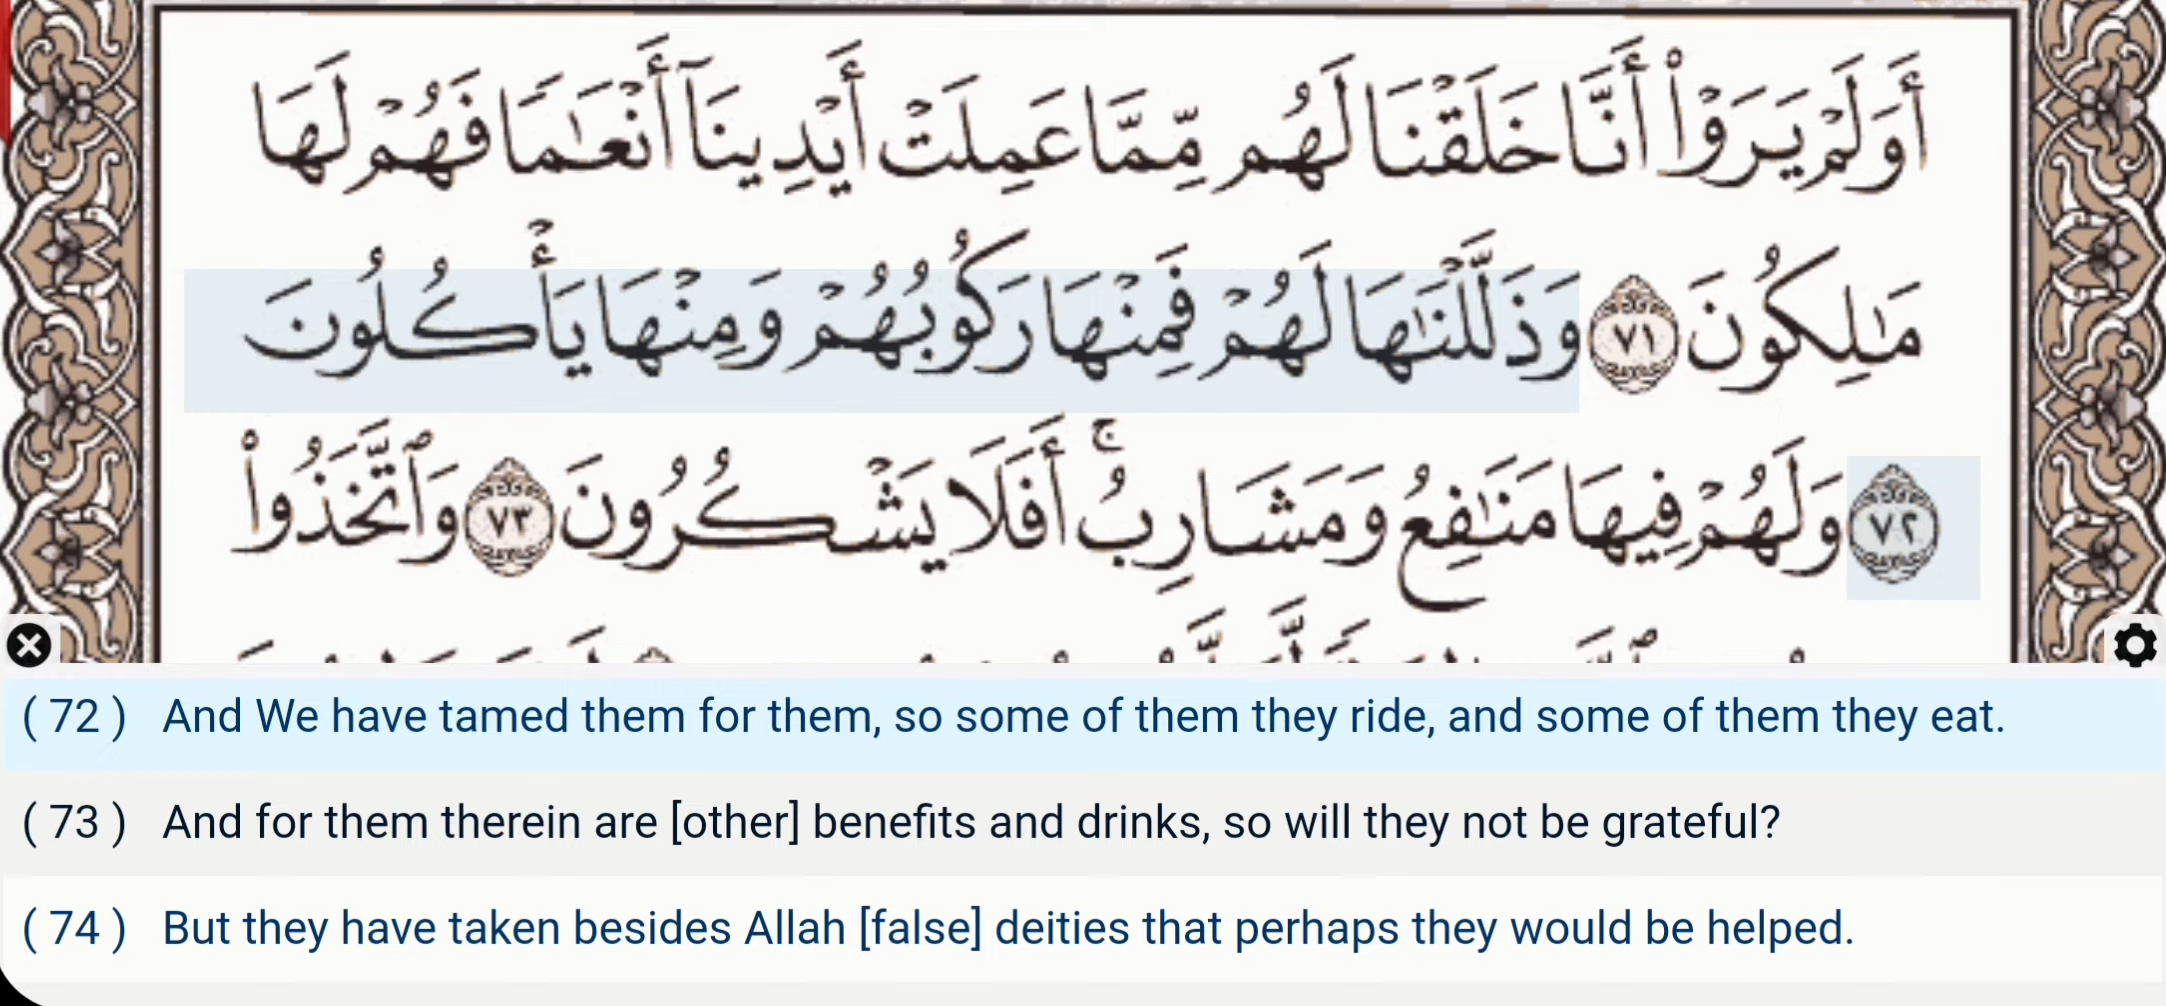 أَوَلَمْ يَرَوْا۟ أَنَّا خَلَقْنَا لَهُم مِّمَّا عَمِلَتْ أَيْدِينَآ أَنْعَـٰمًا فَهُمْ لَهَا
مَـٰلِكُونَ ٧١ وَذَلَّلْنَـٰهَا لَهُمْ فَمِنْهَا رَكُوبُهُمْ وَمِنْهَا يَأْكُلُونَ
٧٢ وَلَهُمْ فِيهَا مَنَـٰفِعُ وَمَشَارِبُ ۚ أَفَلَا يَشْكُرُونَ ٧٣ وَٱتَّخَذُوا۟
( 72 ) And We have tamed them for them, so some of them they ride, and some of them they eat.
( 73 ) And for them therein are [other] benefits and drinks, so will they not be grateful?
( 74 ) But they have taken besides Allah [false] deities that perhaps they would be helped.